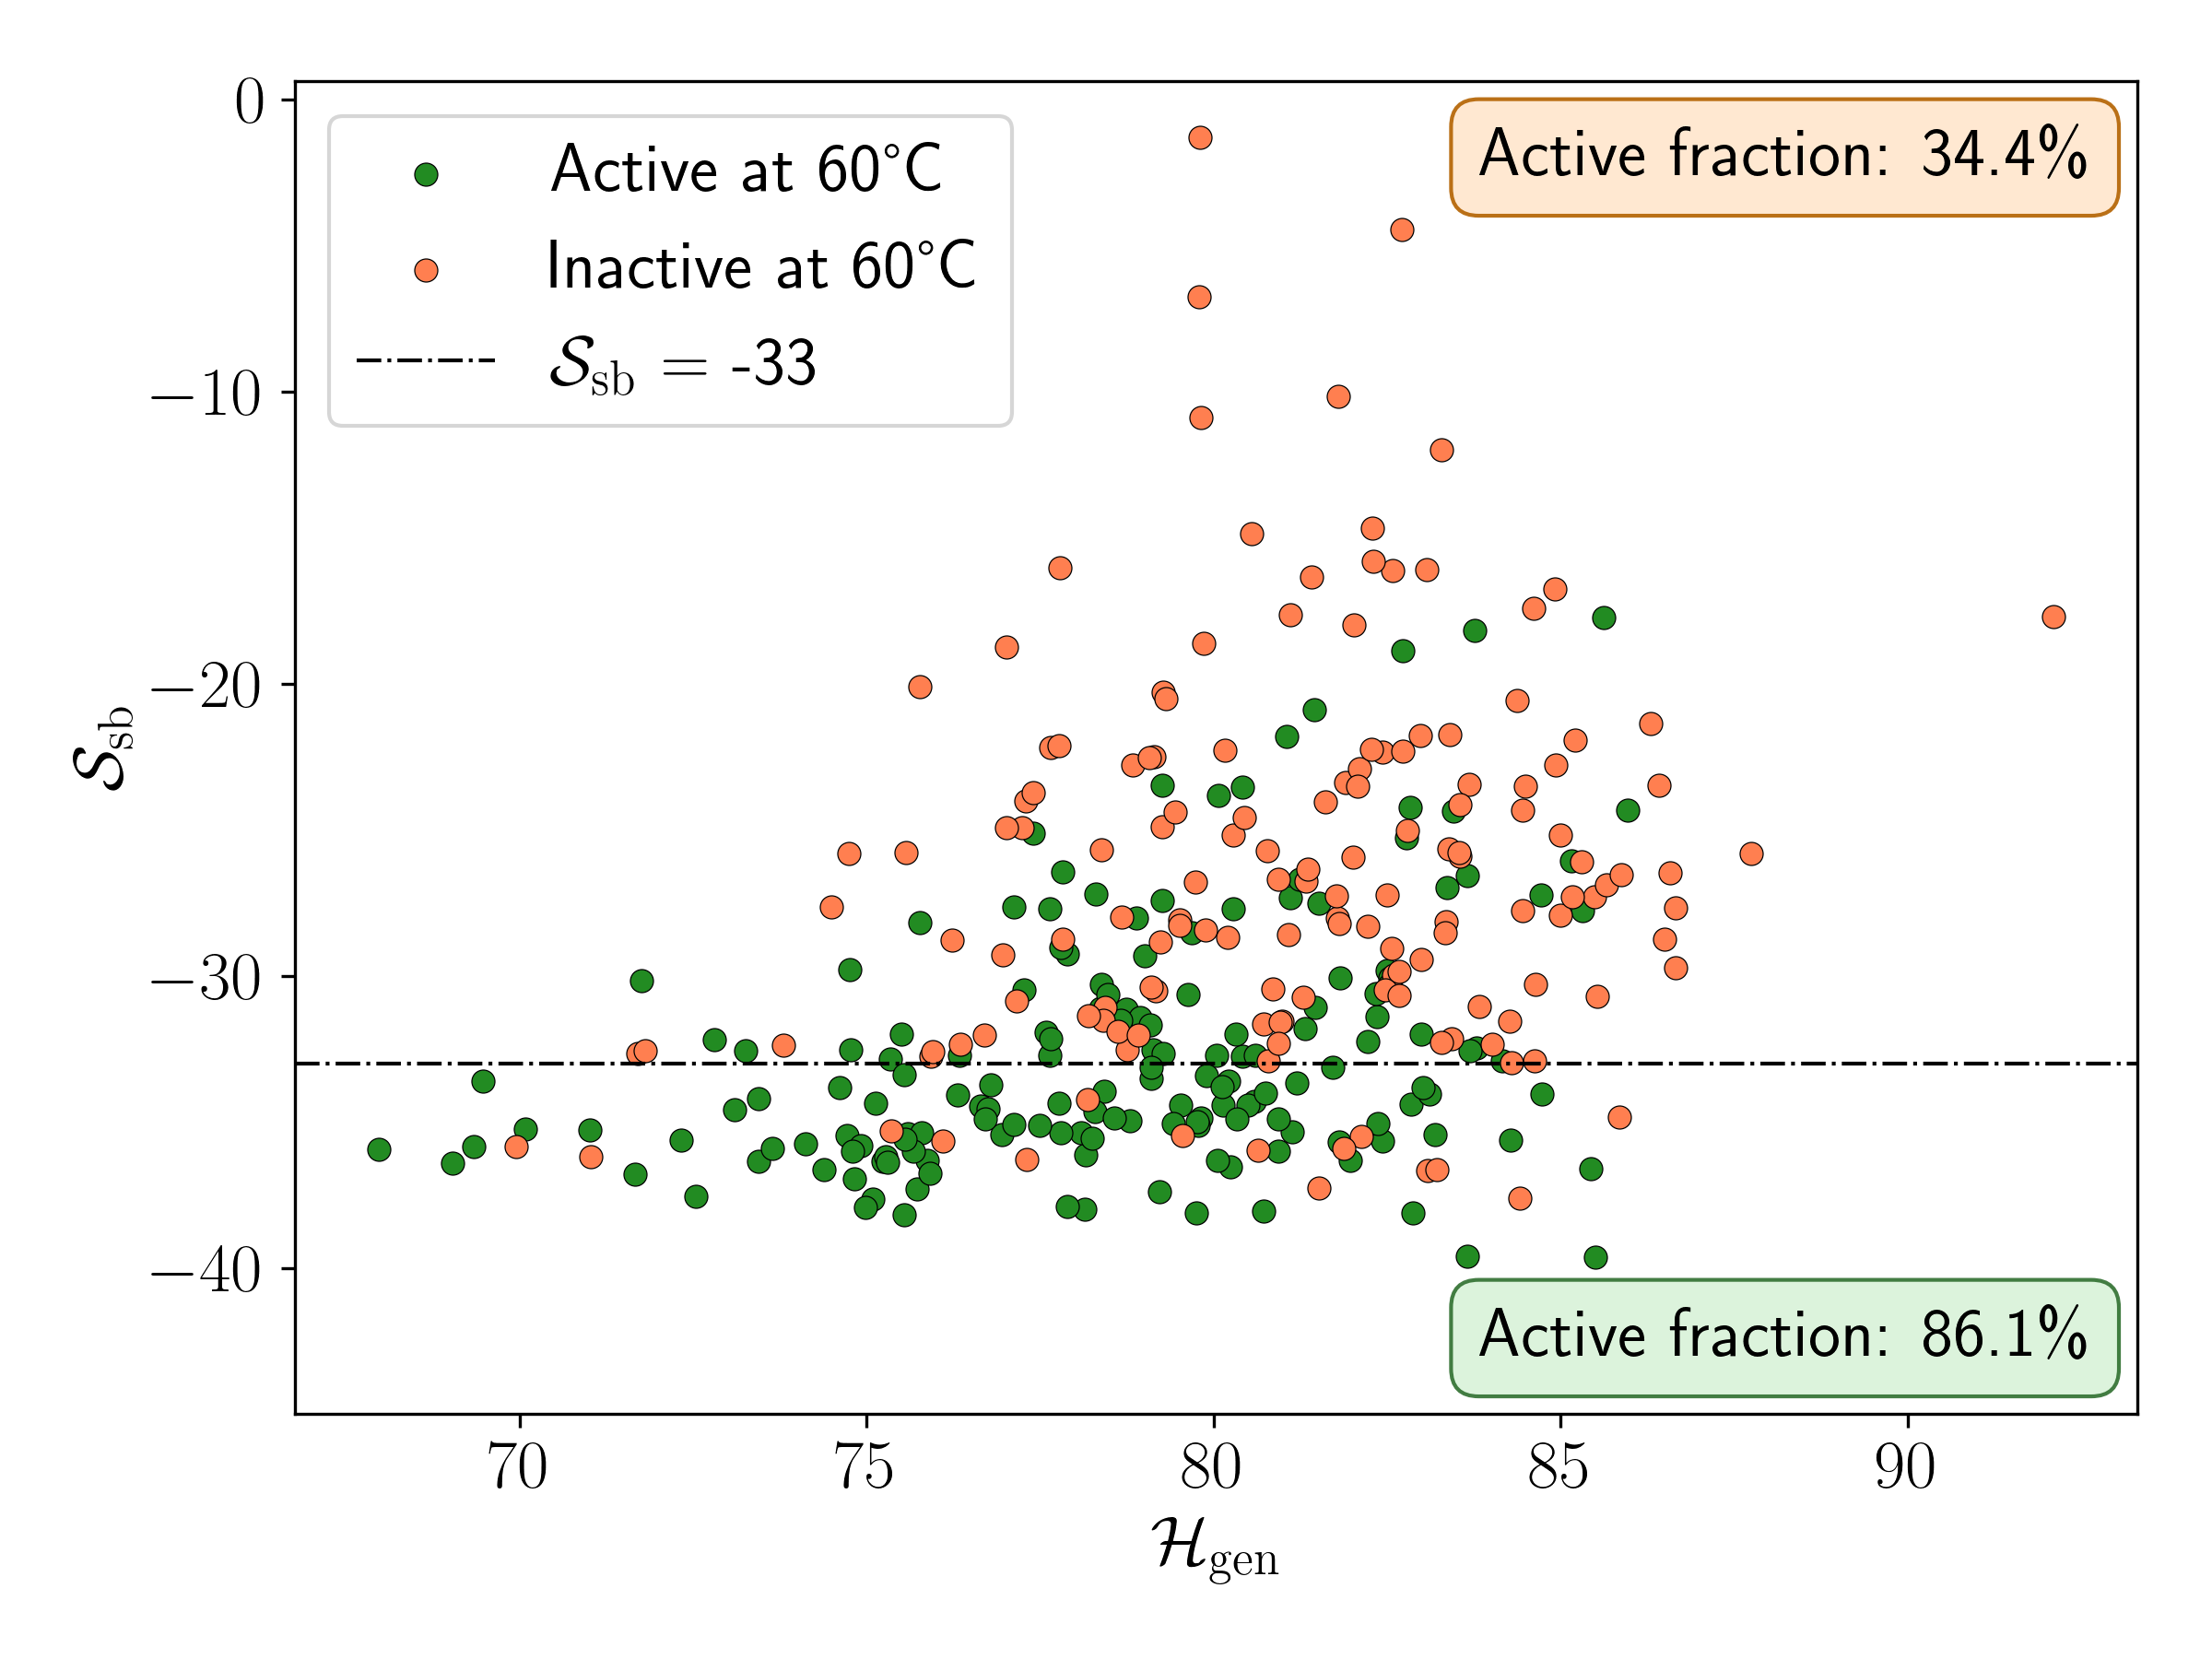 0
−10
−20
−30
−40
𝒮sb
Active at 60°C
Inactive at 60°C
𝒮sb = -33
Active fraction: 34.4%
Active fraction: 86.1%
70 75 80 85 90
ℋgen